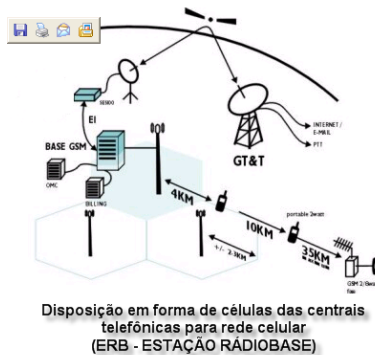 INTERNET /
E-MAIL
PTT
GT&T
EI
BASE GSM
OMC
BILLING
4KM
portable 2watt
10KM
35KM
+/- 2-3KM
Disposição em forma de células das centrais
telefônicas para rede celular
(ERB - ESTAÇÃO RÁDIOBASE)